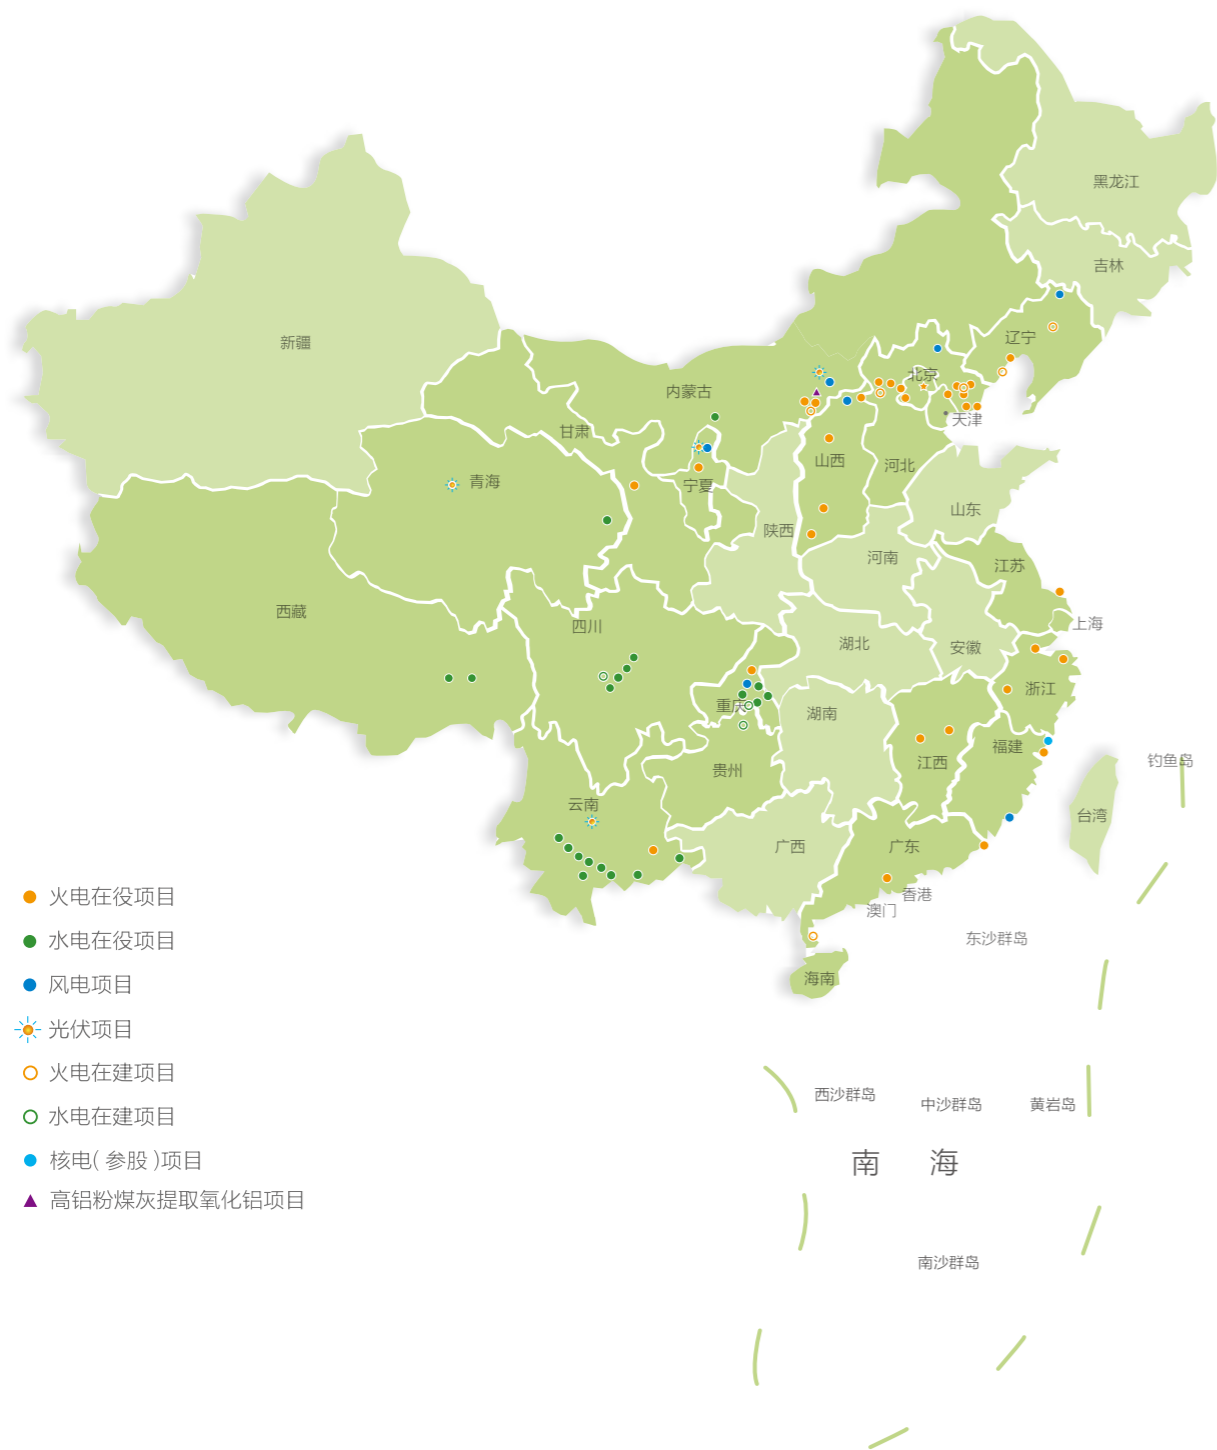 黑龙江
吉林
辽宁
新疆
内蒙古
北京
甘肃
天津
青海
宁夏
山西
河北
山东
陕西
河南
江苏
西藏
四川
上海
湖北
安徽
重庆
湖南
浙江
福建
钓鱼岛
贵州
江西
云南
台湾
广西
广东
香港
澳门
东沙群岛
海南
火电在役项目
水电在役项目
风电项目
光伏项目
火电在建项目
水电在建项目
核电( 参股 )项目
高铝粉煤灰提取氧化铝项目
西沙群岛
中沙群岛
黄岩岛
南 海
南沙群岛